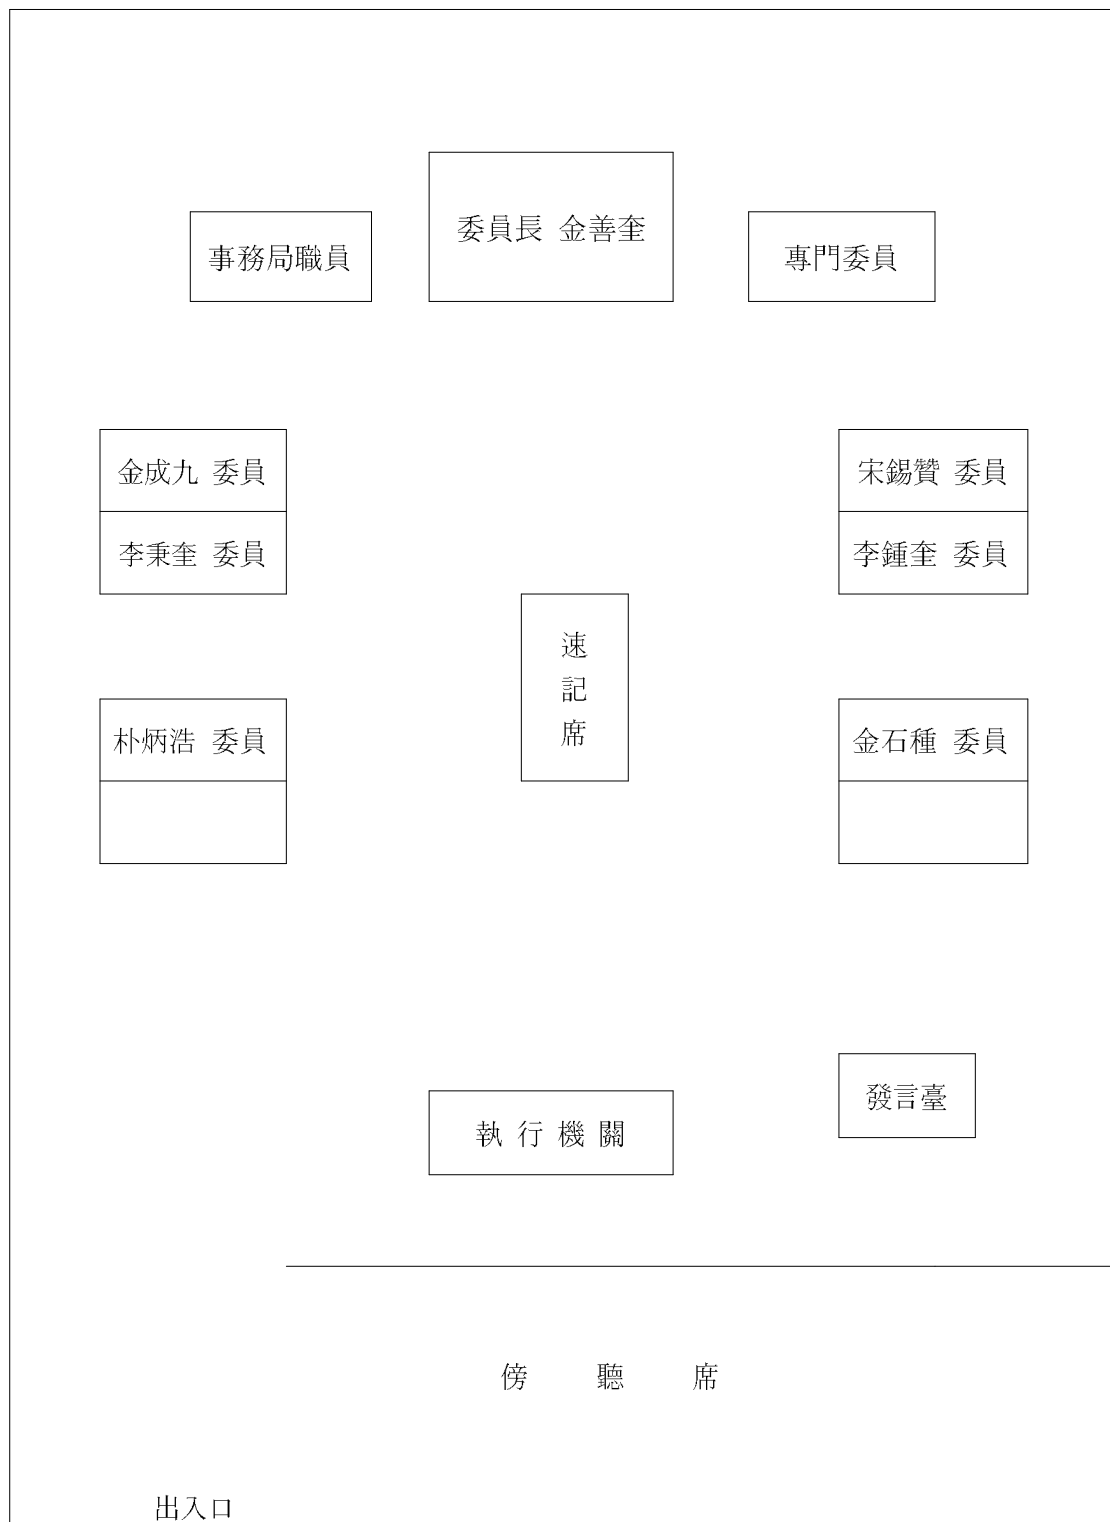 委員長 金善奎
事務局職員
專門委員
金成九 委員
宋錫贊 委員
李秉奎 委員
李鍾奎 委員
速
記
席
朴炳浩 委員
金石種 委員
發言臺
執 行 機 關
傍 聽 席
出入口